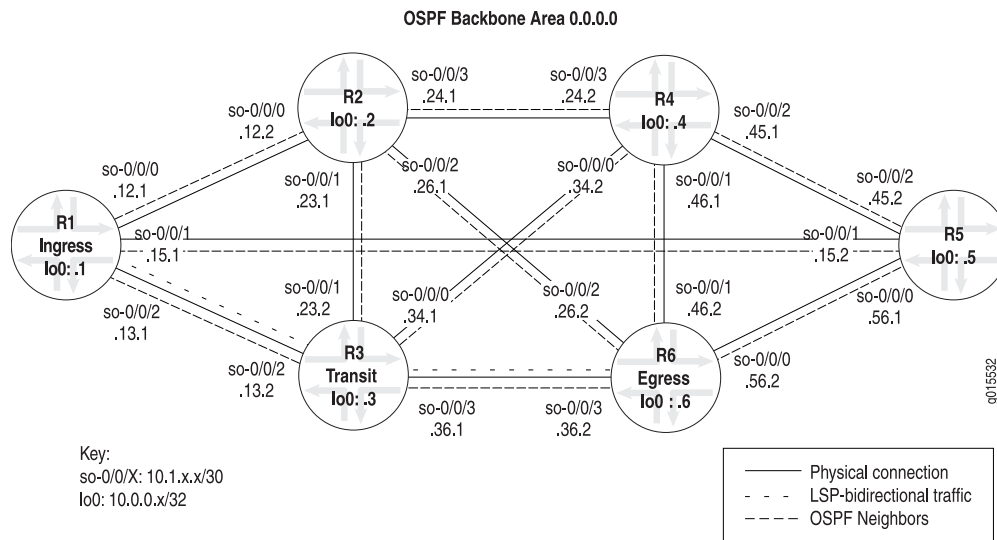 OSPF Backbone Area 0.0.0.0
R2
lo0: .2
so-0/0/3
.24.1
so-0/0/3
.24.2
R4
lo0: .4
so-0/0/0
.12.2
so-0/0/2
.45.1
so-0/0/0
.12.1
so-0/0/1
.23.1
so-0/0/2
.26.1
so-0/0/0
.34.2
so-0/0/1
.46.1
so-0/0/2
.45.2
R1
Ingress
lo0: .1
so-0/0/1
.15.1
so-0/0/1
.15.2
R5
lo0: .5
so-0/0/2
.13.1
so-0/0/1
.23.2
so-0/0/0
.34.1
so-0/0/2
.26.2
so-0/0/1
.46.2
so-0/0/0
.56.1
so-0/0/2
.13.2
R3
Transit
lo0: .3
R6
Egress
lo0 : .6
so-0/0/0
.56.2
so-0/0/3
.36.1
so-0/0/3
.36.2
g015532
Key:
so-0/0/X: 10.1.x.x/30
lo0: 10.0.0.x/32
Physical connection
LSP-bidirectional traffic
OSPF Neighbors